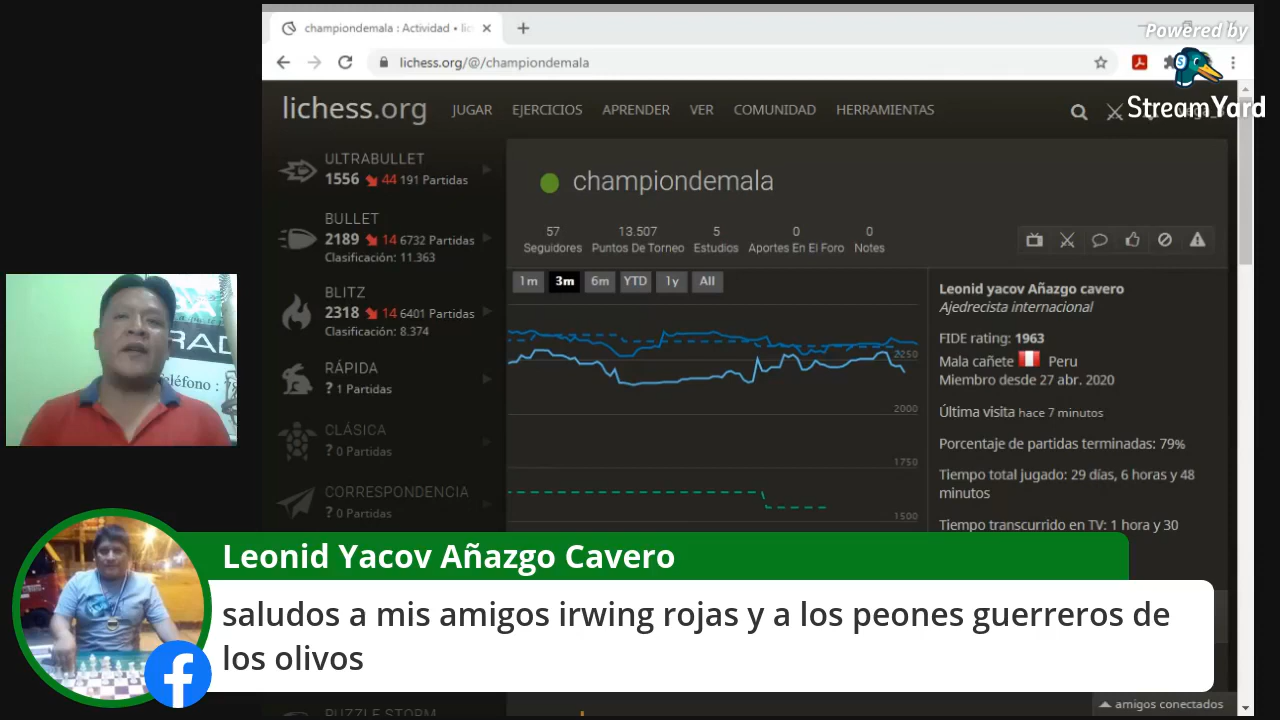 championdemala : Actividad • lic
Powered by
lichess.org/@/championdemala
StreamYard
lichess.org
JUGAR
EJERCICIOS
APRENDER
VER
COMUNIDAD
HERRAMIENTAS
ULTRABULLET
1556 44 191 Partidas
BULLET
2189 14 6732 Partidas
Clasificación: 11.363
BLITZ
2318 14 6401 Partidas
Clasificación: 8.374
RÁPIDA
? 1 Partidas
CLÁSICA
? 0 Partidas
CORRESPONDENCIA
? 0 Partidas
championdemala
57 13.507 5 0 0
Seguidores Puntos De Torneo Estudios Aportes En El Foro Notes
1m 3m 6m YTD 1y All
2250
2000
1750
1500
Leonid yacov Añazgo cavero
Ajedrecista internacional
FIDE rating: 1963
Mala cañete Peru
Miembro desde 27 abr. 2020
Última visita hace 7 minutos
Porcentaje de partidas terminadas: 79%
Tiempo total jugado: 29 días, 6 horas y 48
minutos
Tiempo transcurrido en TV: 1 hora y 30
RAD
eléfono : 7
Leonid Yacov Añazgo Cavero
saludos a mis amigos irwing rojas y a los peones guerreros de
los olivos
PUZZLE STORM
amigos conectados